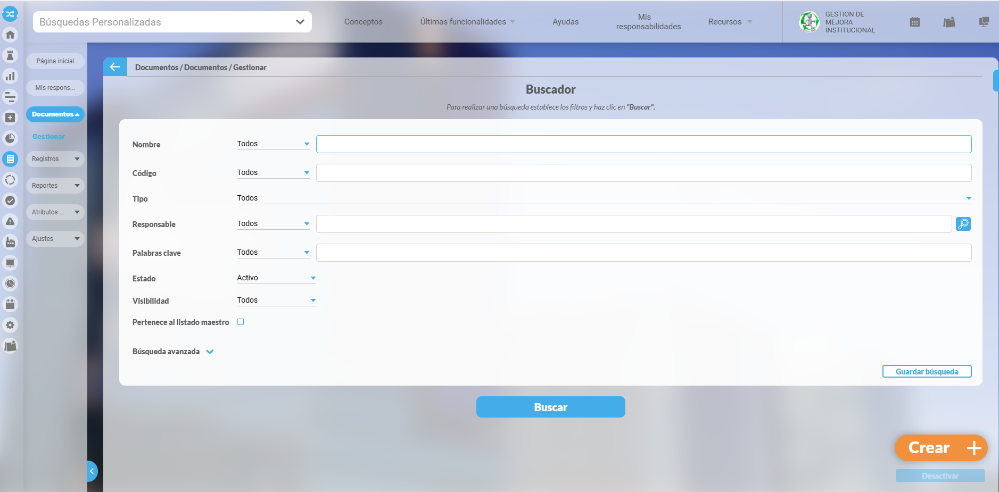 Búsquedas Personalizadas
Conceptos
Últimas funcionalidades
Ayudas
Mis
responsabilidades
Recursos
GESTION DE
MEJORA
INSTITUCIONAL
Página inicial
Mis respons...
Documentos
Gestionar
Registros
Reportes
Atributos ...
Ajustes
Documentos / Documentos / Gestionar
Buscador
Para realizar una búsqueda establece los filtros y haz clic en "Buscar".
Nombre Todos
Código Todos
Tipo Todos
Responsable Todos
Palabras clave Todos
Estado Activo
Visibilidad Todos
Pertenece al listado maestro
Búsqueda avanzada
Guardar búsqueda
Buscar
Crear +
Desactivar